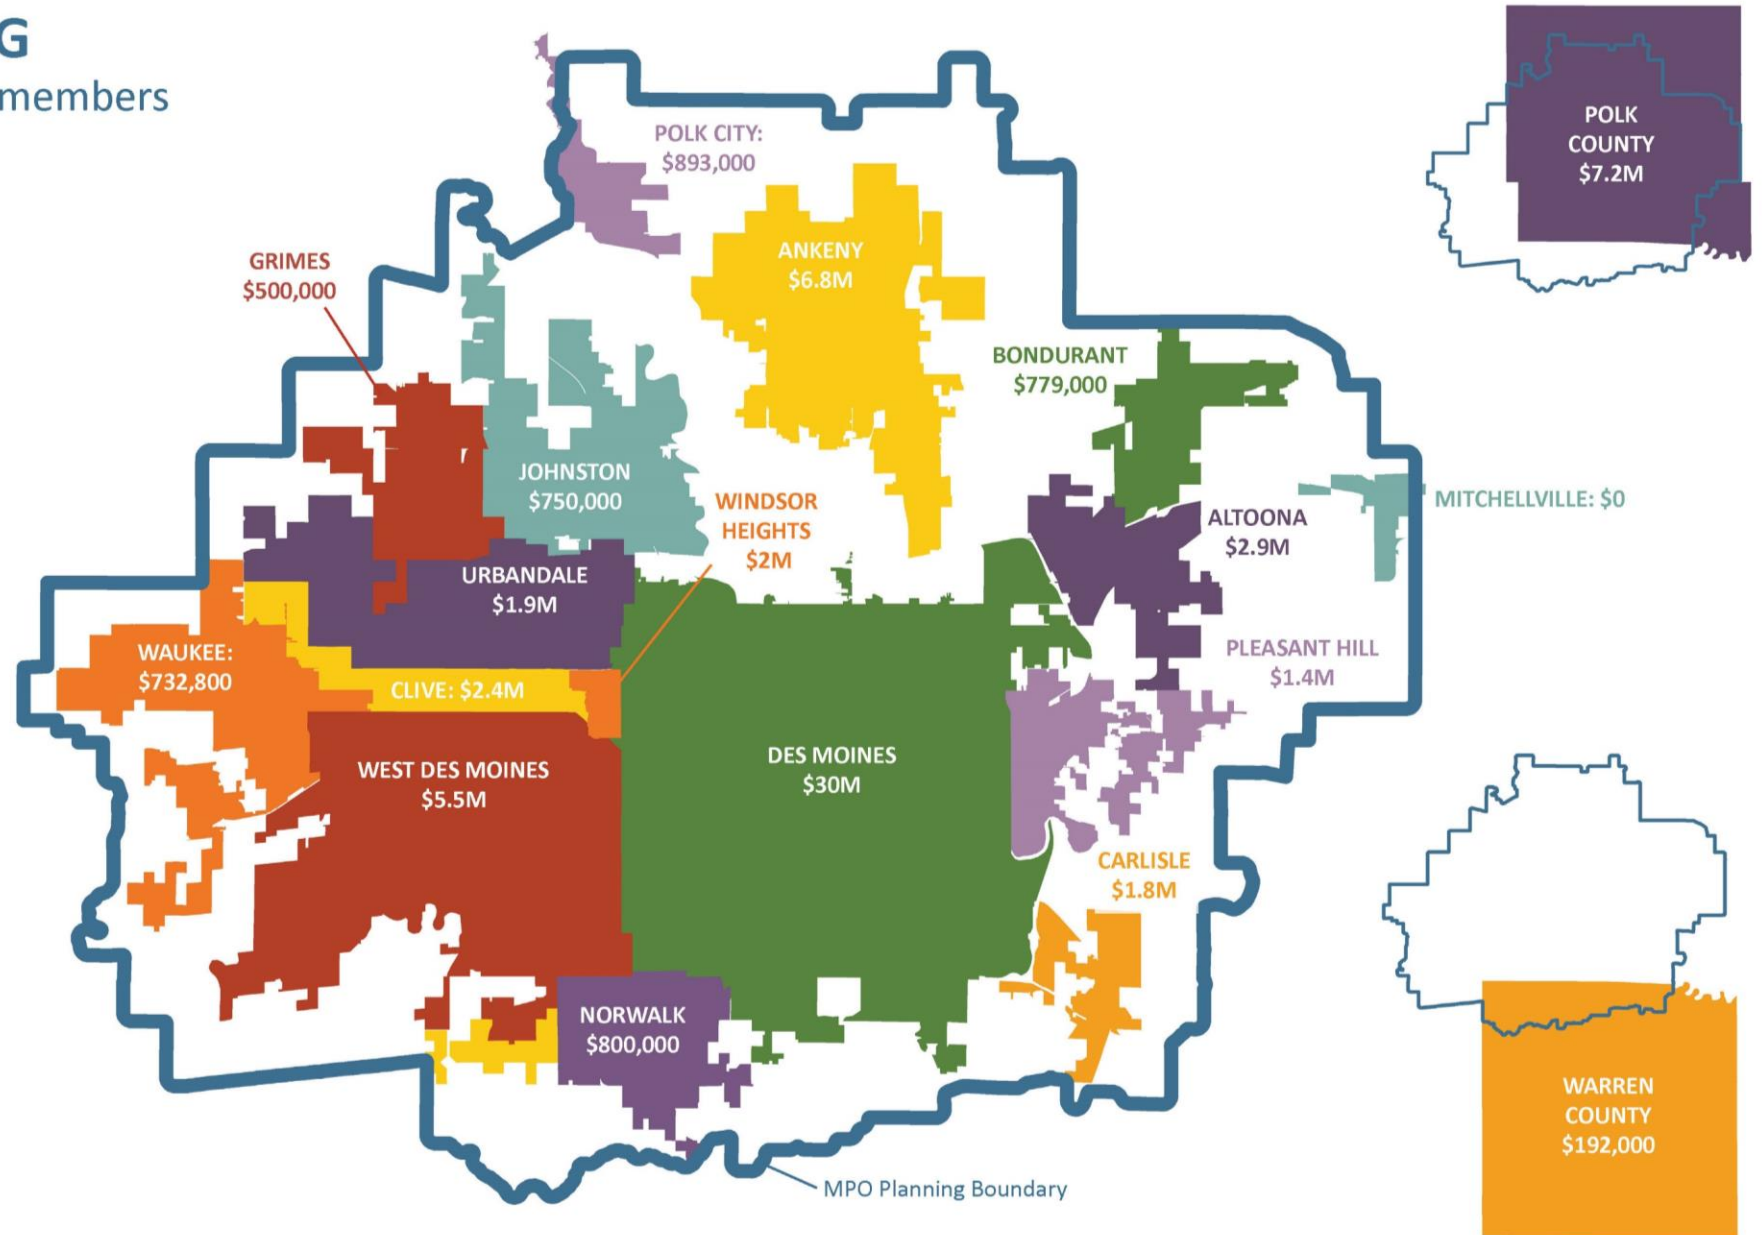 G
members
POLK CITY:
$893,000
POLK
COUNTY
$7.2M
GRIMES
$500,000
ANKENY
$6.8M
BONDURANT
$779,000
JOHNSTON
$750,000
WINDSOR
HEIGHTS
$2M
MITCHELLVILLE: $0
ALTOONA
$2.9M
URBANDALE
$1.9M
WAUKEE:
$732,800
CLIVE: $2.4M
PLEASANT HILL
$1.4M
WEST DES MOINES
$5.5M
DES MOINES
$30M
CARLISLE
$1.8M
NORWALK
$800,000
WARREN
COUNTY
$192,000
MPO Planning Boundary